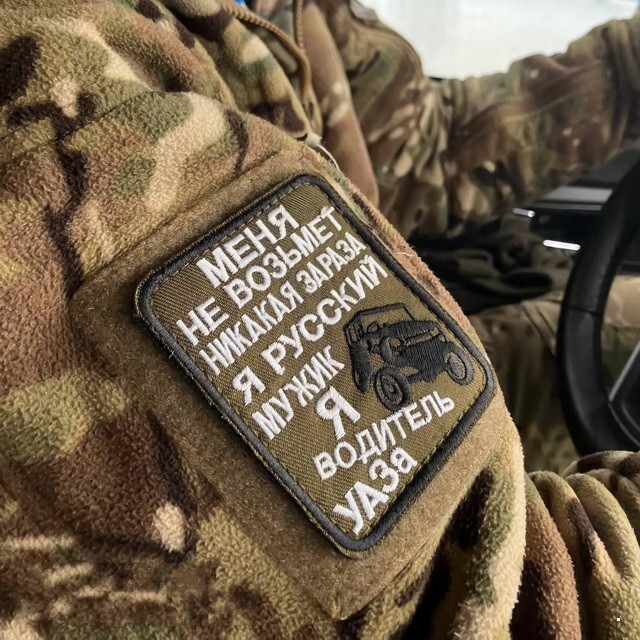 МЕНЯ
НЕ ВОЗЬМЕТ
НИКАКАЯ ЗАРАЗА
Я РУССКИЙ
МУЖИК
Я
ВОДИТЕЛЬ
УАЗа